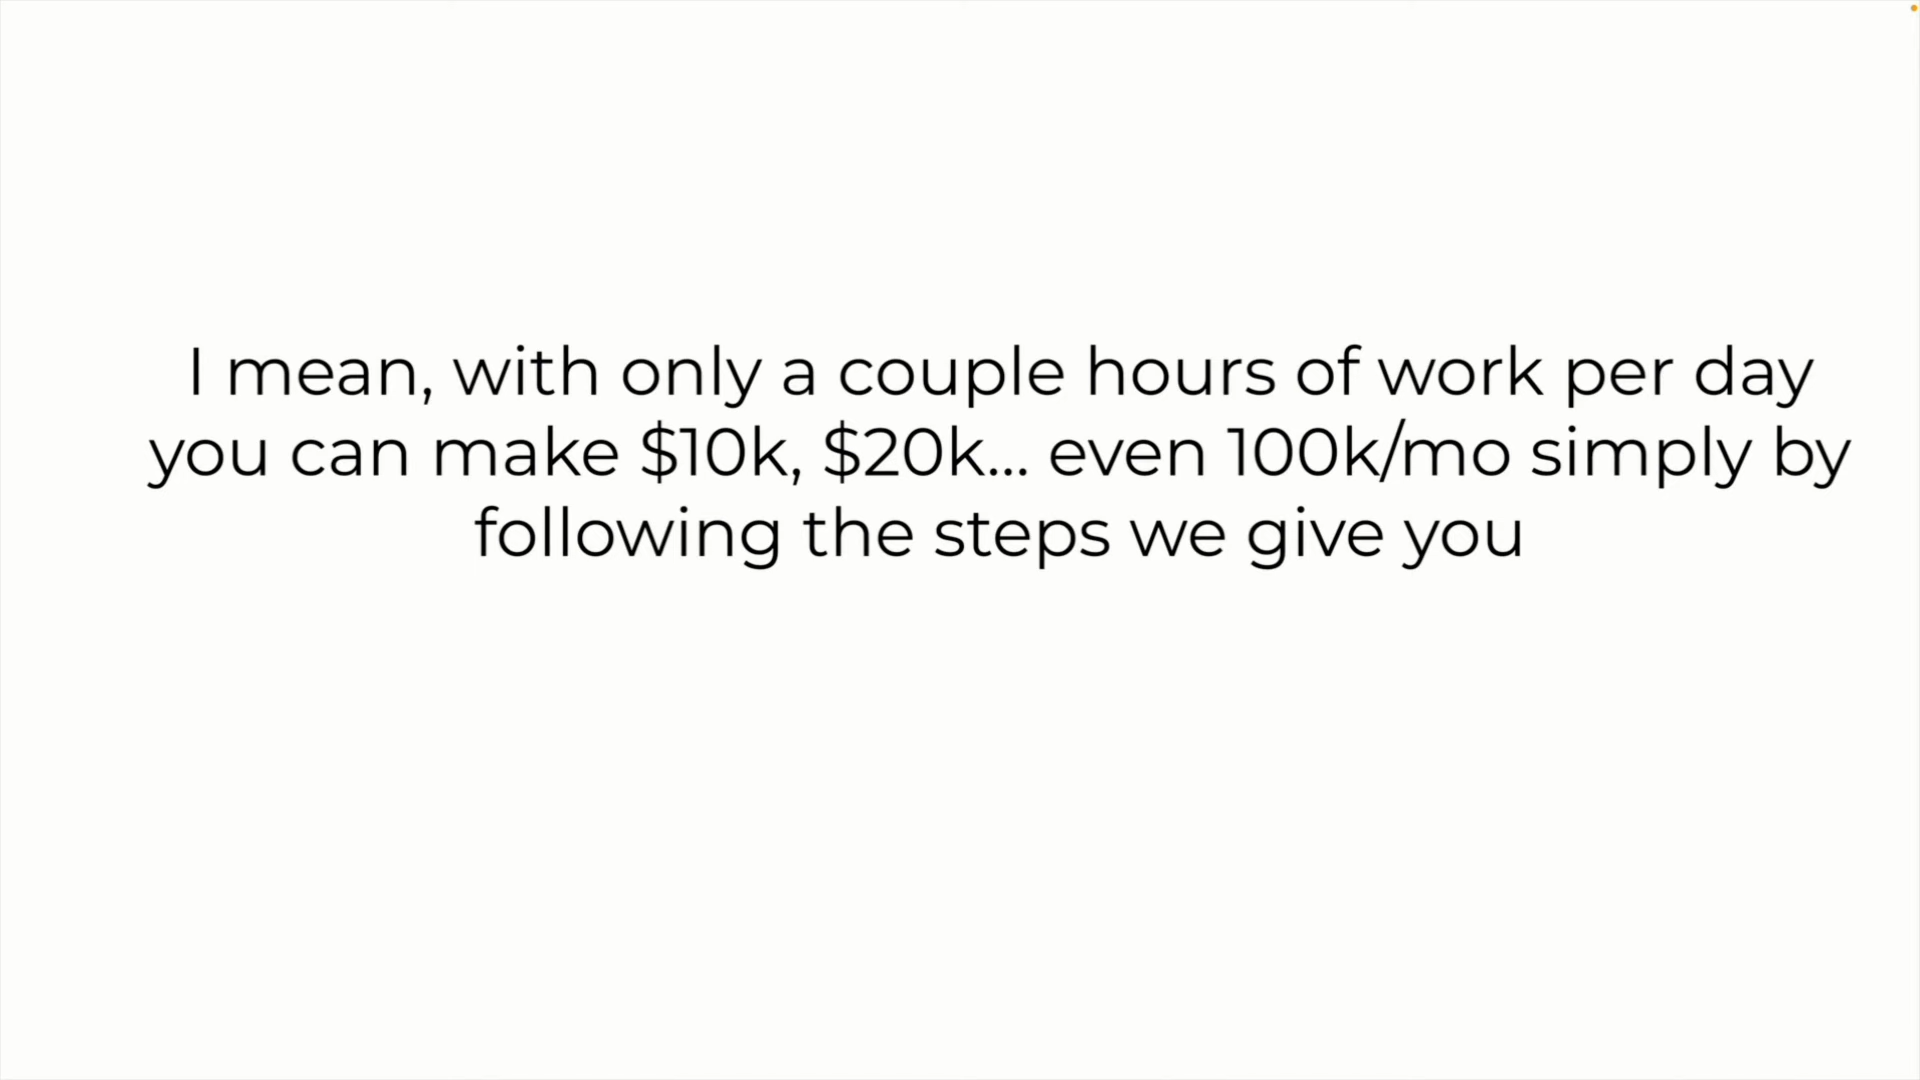 I mean, with only a couple hours of work per day
you can make $10k, $20k... even 100k/mo simply by
following the steps we give you